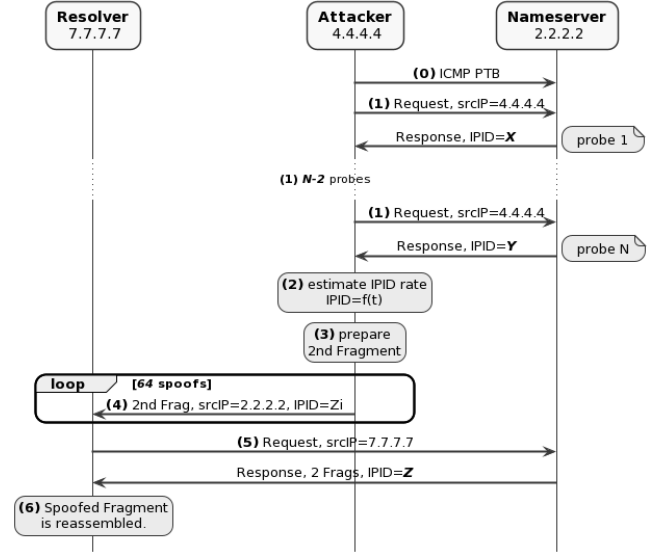 Resolver
7.7.7.7
Attacker
4.4.4.4
Nameserver
2.2.2.2
(0) ICMP PTB
(1) Request, srcIP=4.4.4.4
Response, IPID=X
probe 1
(1) N-2 probes
(1) Request, srcIP=4.4.4.4
Response, IPID=Y
probe N
(2) estimate IPID rate
IPID=f(t)
(3) prepare
2nd Fragment
loop [64 spoofs]
(4) 2nd Frag, srcIP=2.2.2.2, IPID=Zi
(5) Request, srcIP=7.7.7.7
Response, 2 Frags, IPID=Z
(6) Spoofed Fragment
is reassembled.